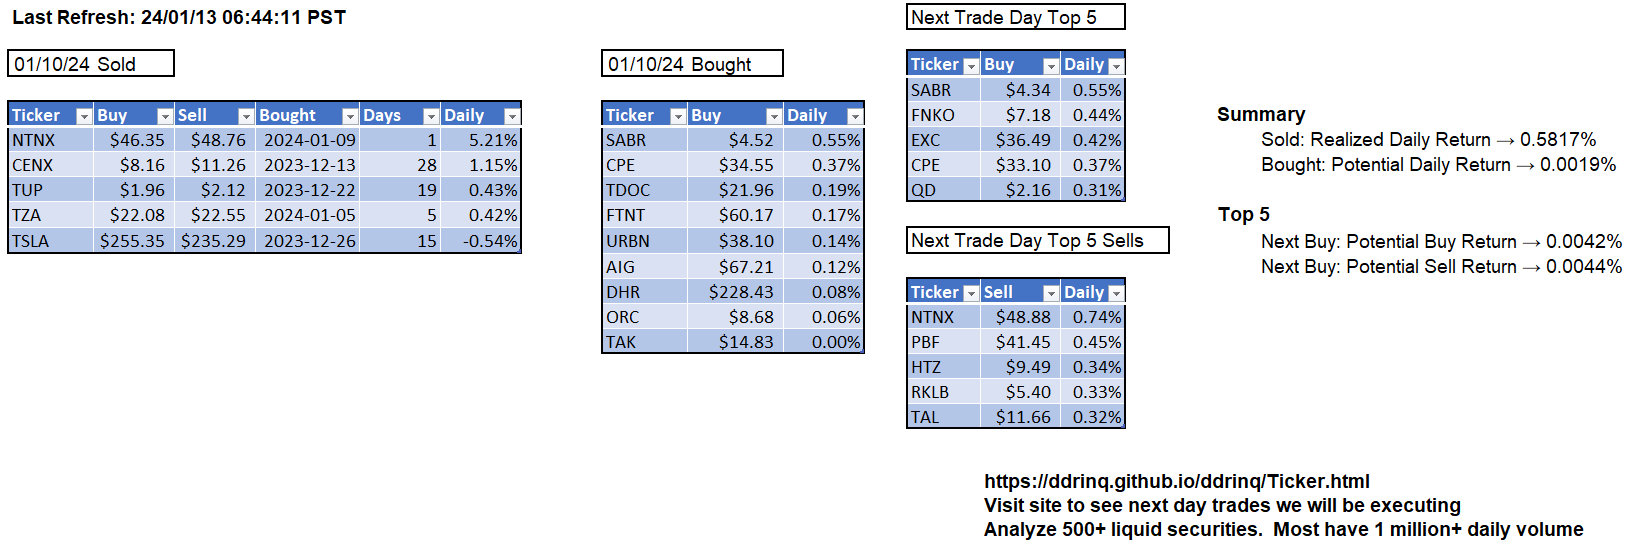 Last Refresh: 24/01/13 06:44:11 PST
01/10/24 Sold
Ticker Buy Sell Bought Days Daily
NTNX $46.35 $48.76 2024-01-09 1 5.21%
CENX $8.16 $11.26 2023-12-13 28 1.15%
TUP $1.96 $2.12 2023-12-22 19 0.43%
TZA $22.08 $22.55 2024-01-05 5 0.42%
TSLA $255.35 $235.29 2023-12-26 15 -0.54%
01/10/24 Bought
Ticker Buy Daily
SABR $4.52 0.55%
CPE $34.55 0.37%
TDOC $21.96 0.19%
FTNT $60.17 0.17%
URBN $38.10 0.14%
AIG $67.21 0.12%
DHR $228.43 0.08%
ORC $8.68 0.06%
TAK $14.83 0.00%
Next Trade Day Top 5
Ticker Buy Daily
SABR $4.34 0.55%
FNKO $7.18 0.44%
EXC $36.49 0.42%
CPE $33.10 0.37%
QD $2.16 0.31%
Next Trade Day Top 5 Sells
Ticker Sell Daily
NTNX $48.88 0.74%
PBF $41.45 0.45%
HTZ $9.49 0.34%
RKLB $5.40 0.33%
TAL $11.66 0.32%
Summary
Sold: Realized Daily Return → 0.5817%
Bought: Potential Daily Return → 0.0019%
Top 5
Next Buy: Potential Buy Return → 0.0042%
Next Buy: Potential Sell Return → 0.0044%
https://ddrinq.github.io/ddrinq/Ticker.html
Visit site to see next day trades we will be executing
Analyze 500+ liquid securities.  Most have 1 million+ daily volume